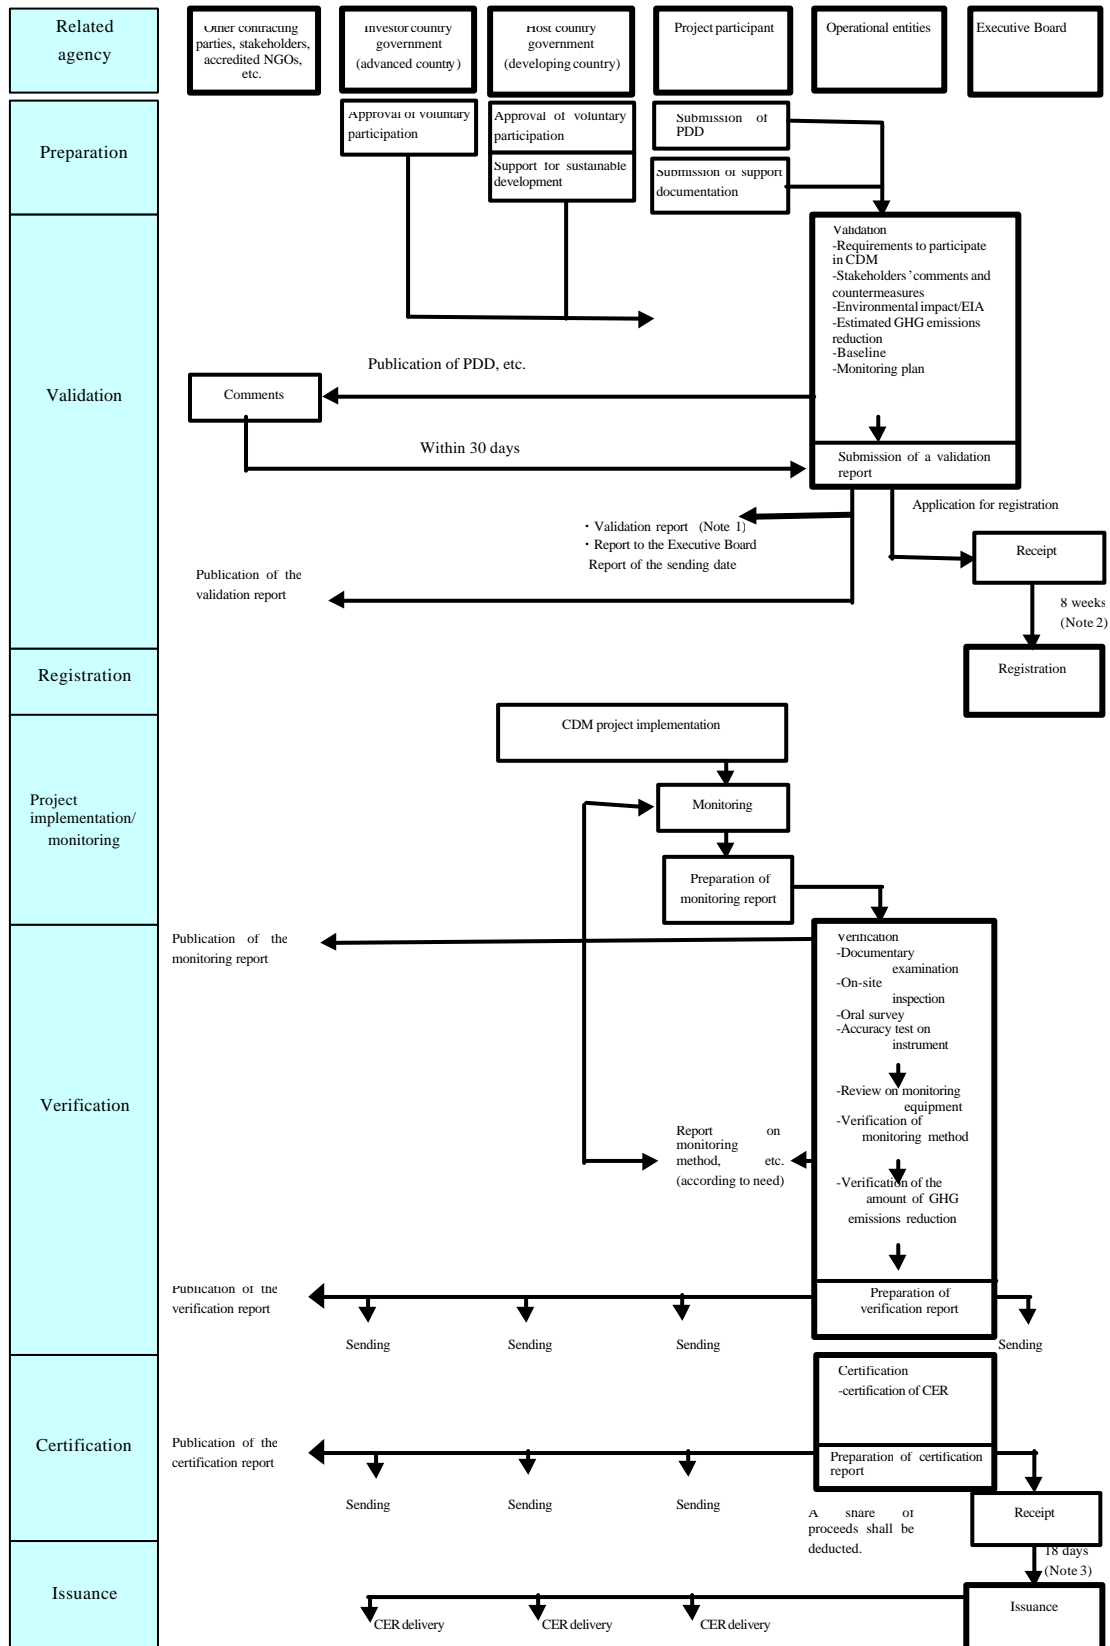 Related
agency
Other contracting
parties, stakeholders,
accredited NGOs,
etc.
Investor country
government
(advanced country)
Host country
government
(developing country)
Project participant
Operational entities
Executive Board
Preparation
Approval of voluntary
participation
Approval of voluntary
participation
Support for sustainable
development
Submission of
PDD
Submission of support
documentation
Validation
Validation
-Requirements to participate
in CDM
-Stakeholders' comments and
countermeasures
-Environmental impact/EIA
-Estimated GHG emissions
reduction
-Baseline
-Monitoring plan
Publication of PDD, etc.
Comments
Within 30 days
Submission of a validation
report
Application for registration
・Validation report (Note 1)
・Report to the Executive Board
Report of the sending date
Receipt
Publication of the
validation report
8 weeks
(Note 2)
Registration
Registration
Project
implementation/
monitoring
CDM project implementation
Monitoring
Preparation of
monitoring report
Verification
Publication of the
monitoring report
Verification
-Documentary
examination
-On-site
inspection
-Oral survey
-Accuracy test on
instrument
-Review on monitoring
equipment
-Verification of
monitoring method
-Verification of the
amount of GHG
emissions reduction
Report on
monitoring
method, etc.
(according to need)
Publication of the
verification report
Preparation of
verification report
Sending
Sending
Sending
Sending
Certification
Certification
-certification of CER
Publication of the
certification report
Preparation of certification
report
Sending
Sending
Sending
A share of
proceeds shall be
deducted.
Receipt
18 days
(Note 3)
Issuance
Issuance
CER delivery
CER delivery
CER delivery